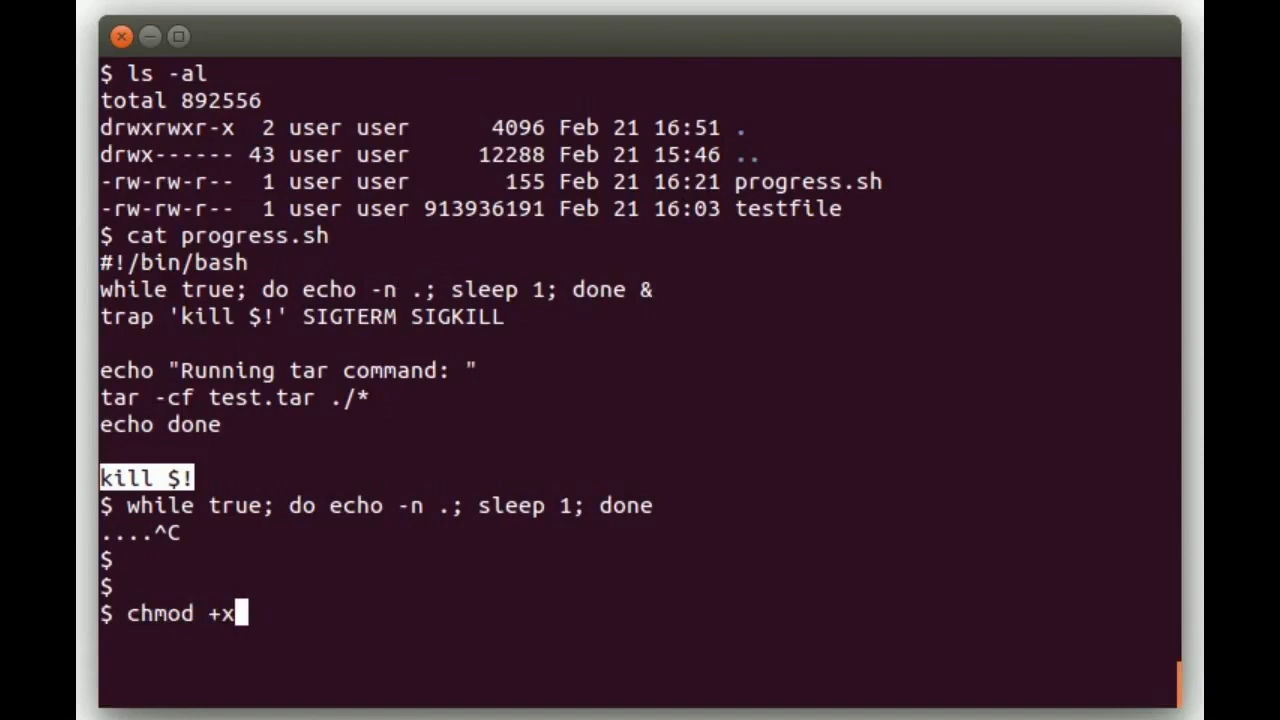 $ ls -al
total 892556
drwxrwxr-x  2 user user      4096 Feb 21 16:51 .
drwx------ 43 user user     12288 Feb 21 15:46 ..
-rw-rw-r--  1 user user       155 Feb 21 16:21 progress.sh
-rw-rw-r--  1 user user 913936191 Feb 21 16:03 testfile
$ cat progress.sh
#!/bin/bash
while true; do echo -n .; sleep 1; done &
trap 'kill $!' SIGTERM SIGKILL
echo "Running tar command: "
tar -cf test.tar ./*
echo done
kill $!
$ while true; do echo -n .; sleep 1; done
....^C
$
$
$ chmod +x